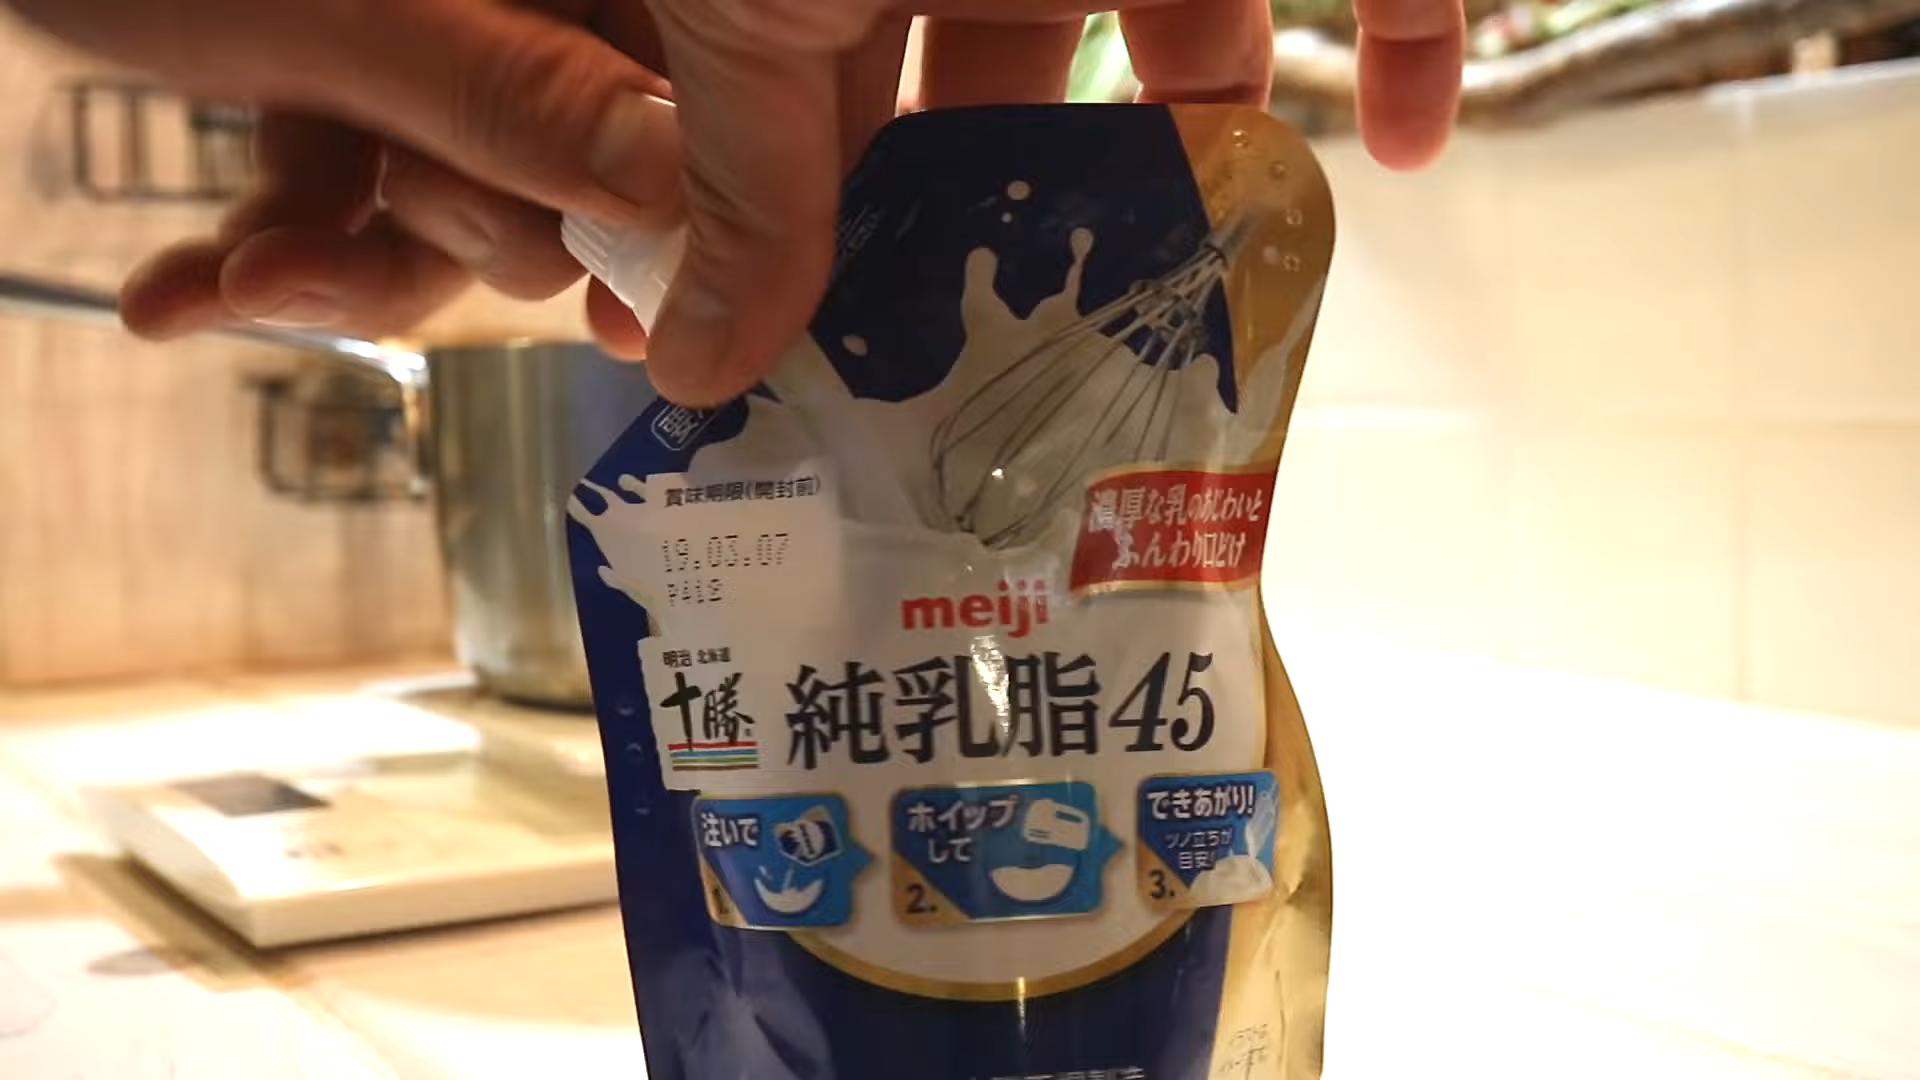 賞味期限(開封前)
19.03.07
PA12
濃厚な乳のあじわいと
ふんわり口どけ
meiji
明治 北海道
十勝
純乳脂45
注いで
1.
ホイップ
して
2.
できあがり!
ツノ立ちが
目安!
3.